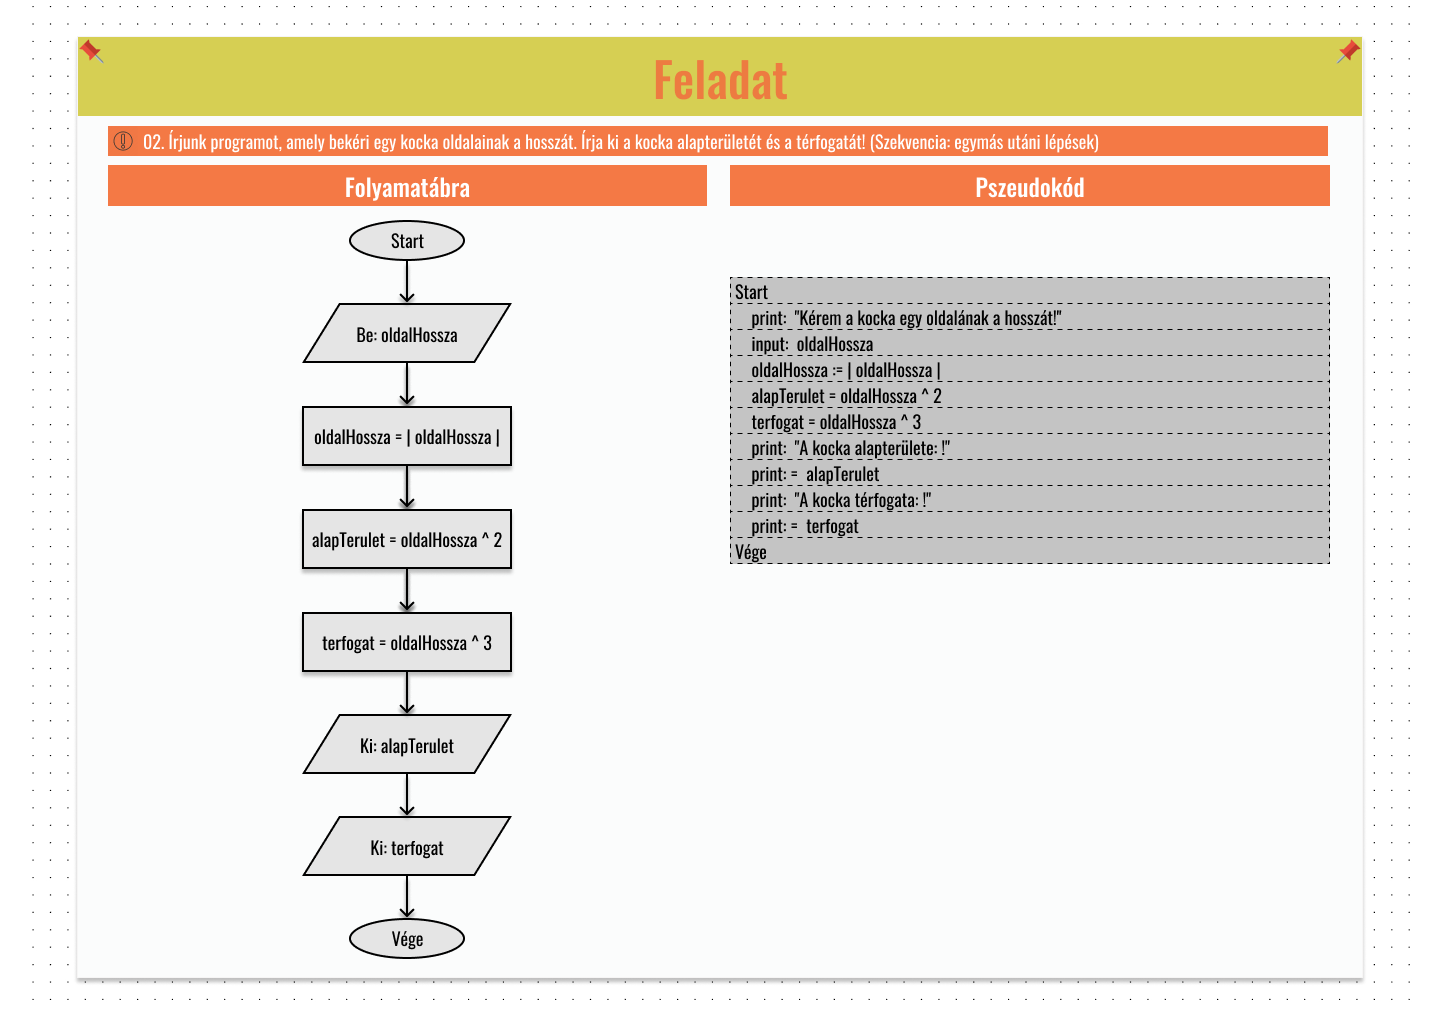 Feladat
02. Írjunk programot, amely bekéri egy kocka oldalainak a hosszát. Írja ki a kocka alapterületét és a térfogatát! (Szekvencia: egymás utáni lépések)
Folyamatábra
Start
Be: oldalHossza
oldalHossza = | oldalHossza |
alapTerulet = oldalHossza ^ 2
terfogat = oldalHossza ^ 3
Ki: alapTerulet
Ki: terfogat
Vége
Pszeudokód
Start
print: "Kérem a kocka egy oldalának a hosszát!"
input: oldalHossza
oldalHossza := | oldalHossza |
alapTerulet = oldalHossza ^ 2
terfogat = oldalHossza ^ 3
print: "A kocka alapterülete: !"
print: = alapTerulet
print: "A kocka térfogata: !"
print: = terfogat
Vége